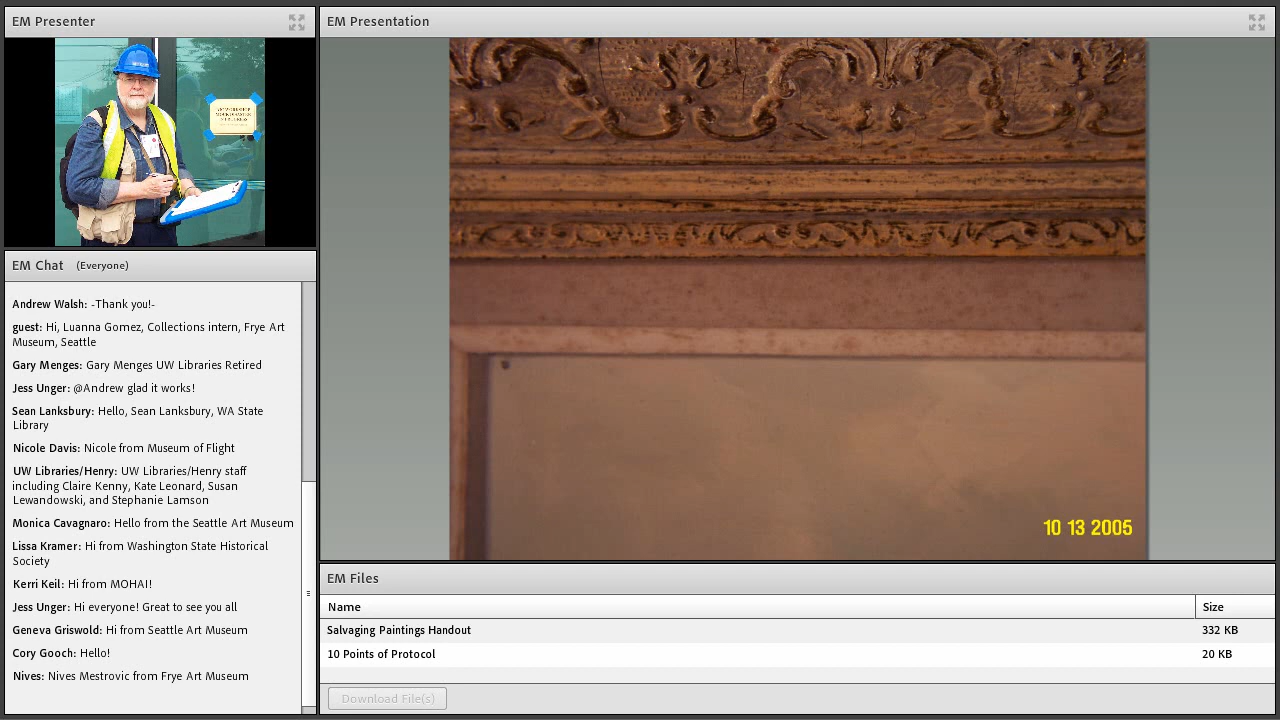 EM Presenter
EM Chat (Everyone)
Andrew Walsh: -Thank you!-
guest: Hi, Luanna Gomez, Collections intern, Frye Art
Museum, Seattle
Gary Menges: Gary Menges UW Libraries Retired
Jess Unger: @Andrew glad it works!
Sean Lanksbury: Hello, Sean Lanksbury, WA State
Library
Nicole Davis: Nicole from Museum of Flight
UW Libraries/Henry: UW Libraries/Henry staff
including Claire Kenny, Kate Leonard, Susan
Lewandowski, and Stephanie Lamson
Monica Cavagnaro: Hello from the Seattle Art Museum
Lissa Kramer: Hi from Washington State Historical
Society
Kerri Keil: Hi from MOHAI!
Jess Unger: Hi everyone! Great to see you all
Geneva Griswold: Hi from Seattle Art Museum
Cory Gooch: Hello!
Nives: Nives Mestrovic from Frye Art Museum
EM Presentation
10 13 2005
EM Files
Name Size
Salvaging Paintings Handout 332 KB
10 Points of Protocol 20 KB
Download File(s)